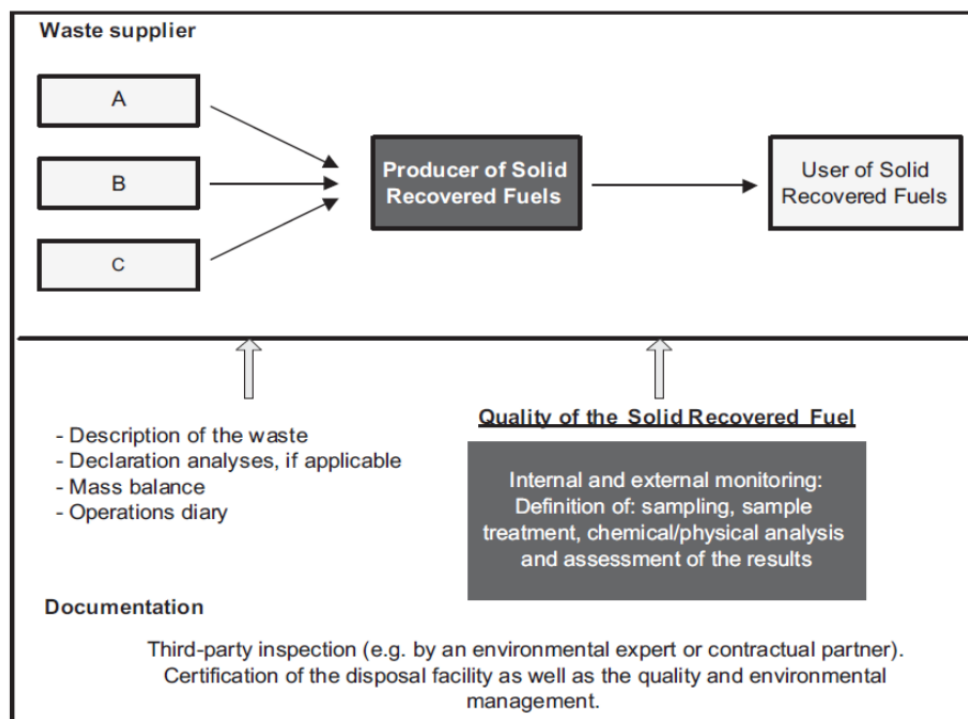 Waste supplier
A
B
C
Producer of Solid
Recovered Fuels
User of Solid
Recovered Fuels
- Description of the waste
- Declaration analyses, if applicable
- Mass balance
- Operations diary
Quality of the Solid Recovered Fuel
Internal and external monitoring:
Definition of: sampling, sample
treatment, chemical/physical analysis
and assessment of the results
Documentation
Third-party inspection (e.g. by an environmental expert or contractual partner).
Certification of the disposal facility as well as the quality and environmental
management.